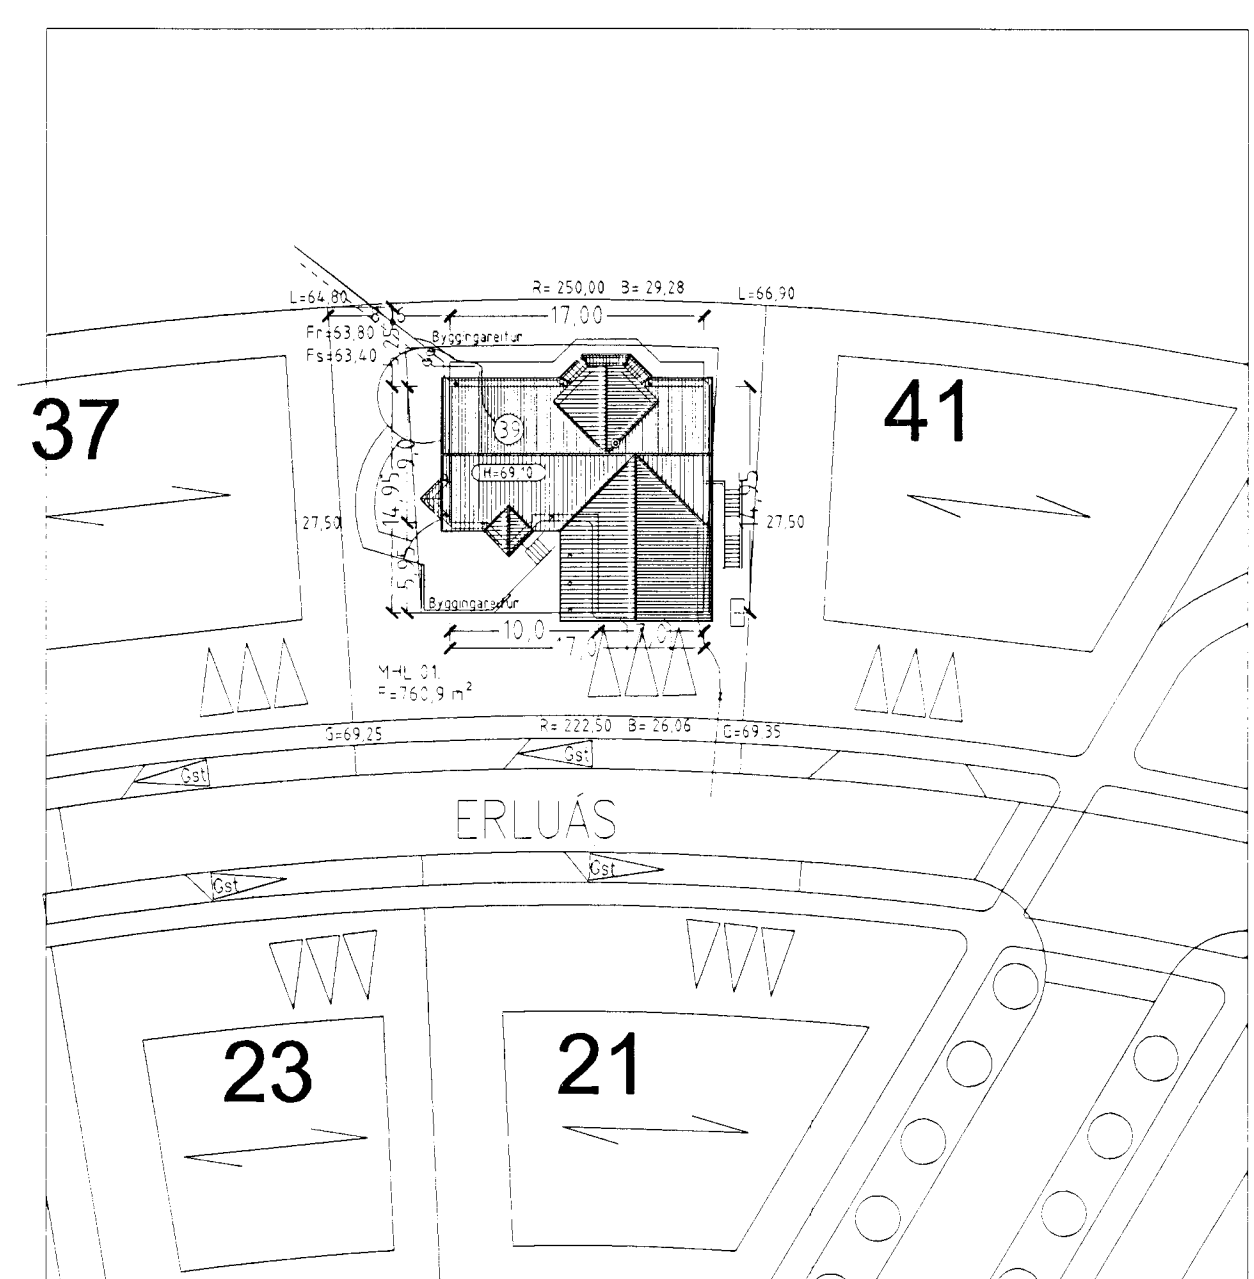 R= 250,00 B= 29,28
L=64,80
L=66,90
17,00
Fr=63,80
Byggingareitur
Fs=63,40
5,25
37
41
39
9,0
H=69,10
14,95
27,50
27,50
5,95
Byggingareitur
10,0
7,0
17,0
MHL 01.
F=760,9 m²
R= 222,50 B= 26,06
G=69,25
G=69,35
Gst
Gst
ERLUÁS
Gst
Gst
23
21